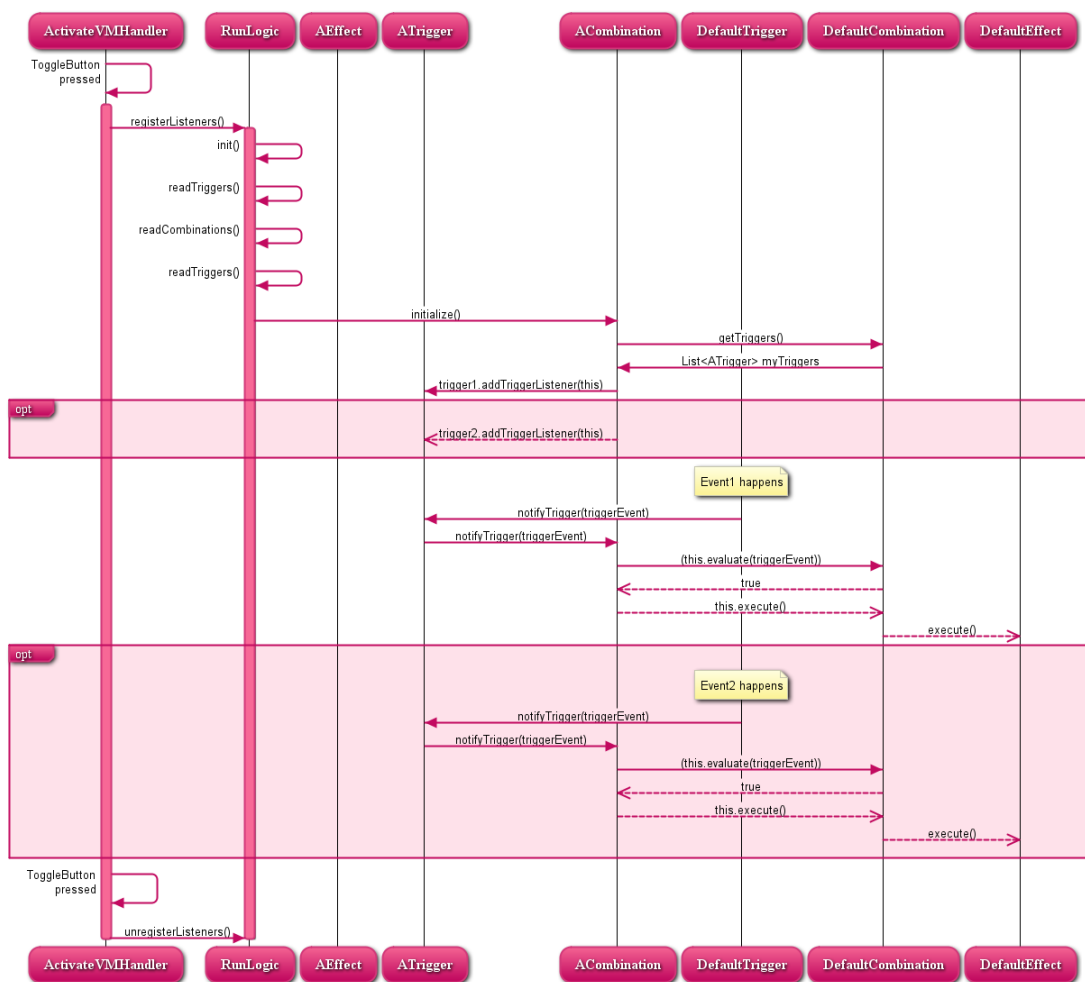 ActivateVMHandler RunLogic AEffect ATrigger ACombination DefaultTrigger DefaultCombination DefaultEffect
ToggleButton
pressed
registerListeners()
init()
readTriggers()
readCombinations()
readTriggers()
initialize()
getTriggers()
List<ATrigger> myTriggers
trigger1.addTriggerListener(this)
opt
trigger2.addTriggerListener(this)
Event1 happens
notifyTrigger(triggerEvent)
notifyTrigger(triggerEvent)
(this.evaluate(triggerEvent))
true
this.execute()
execute()
opt
Event2 happens
notifyTrigger(triggerEvent)
notifyTrigger(triggerEvent)
(this.evaluate(triggerEvent))
true
this.execute()
execute()
ToggleButton
pressed
unregisterListeners()
ActivateVMHandler RunLogic AEffect ATrigger ACombination DefaultTrigger DefaultCombination DefaultEffect